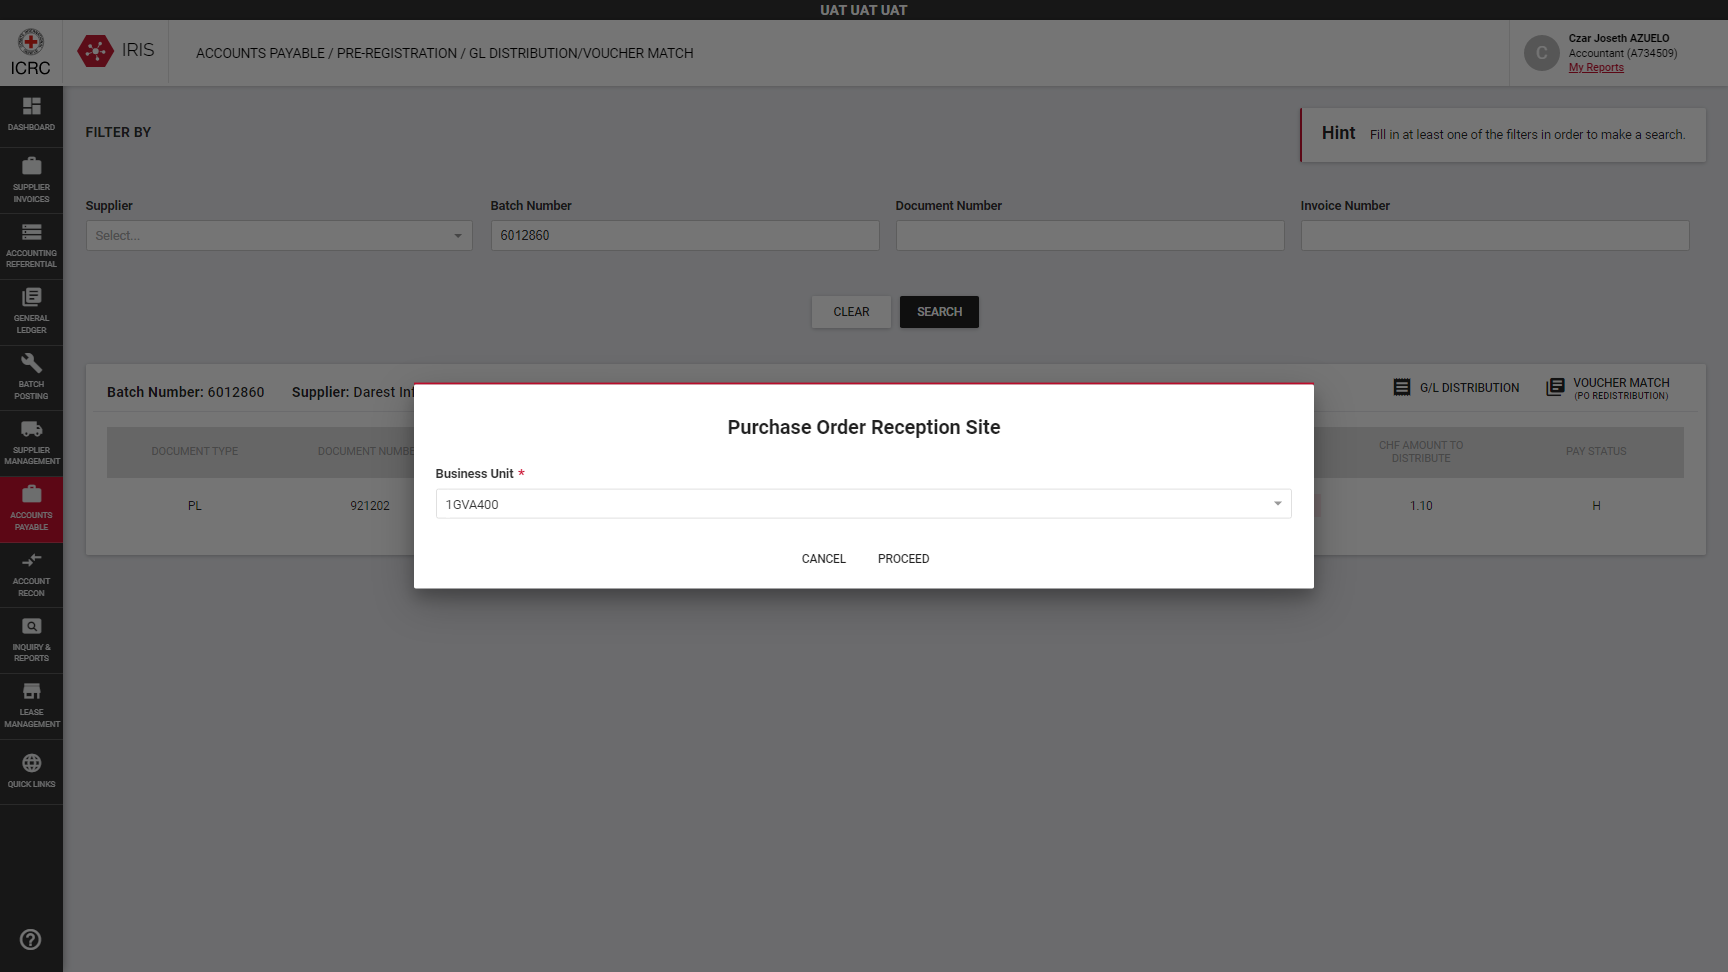 UAT UAT UAT
ICRC
IRIS
ACCOUNTS PAYABLE / PRE-REGISTRATION / GL DISTRIBUTION/VOUCHER MATCH
C
Czar Joseth AZUELO
Accountant (A734509)
My Reports
DASHBOARD
SUPPLIER
INVOICES
ACCOUNTING
REFERENTIAL
GENERAL
LEDGER
BATCH
POSTING
SUPPLIER
MANAGEMENT
ACCOUNTS
PAYABLE
ACCOUNT
RECON
INQUIRY &
REPORTS
LEASE
MANAGEMENT
QUICK LINKS
FILTER BY
Hint Fill in at least one of the filters in order to make a search.
Supplier
Select...
Batch Number
6012860
Document Number
Invoice Number
CLEAR
SEARCH
Batch Number: 6012860 Supplier: Darest
G/L DISTRIBUTION
VOUCHER MATCH
(PO REDISTRIBUTION)
DOCUMENT TYPE
CHF AMOUNT TO
DISTRIBUTE
PAY STATUS
PL
921202
1.10
H
Purchase Order Reception Site
Business Unit *
1GVA400
CANCEL
PROCEED